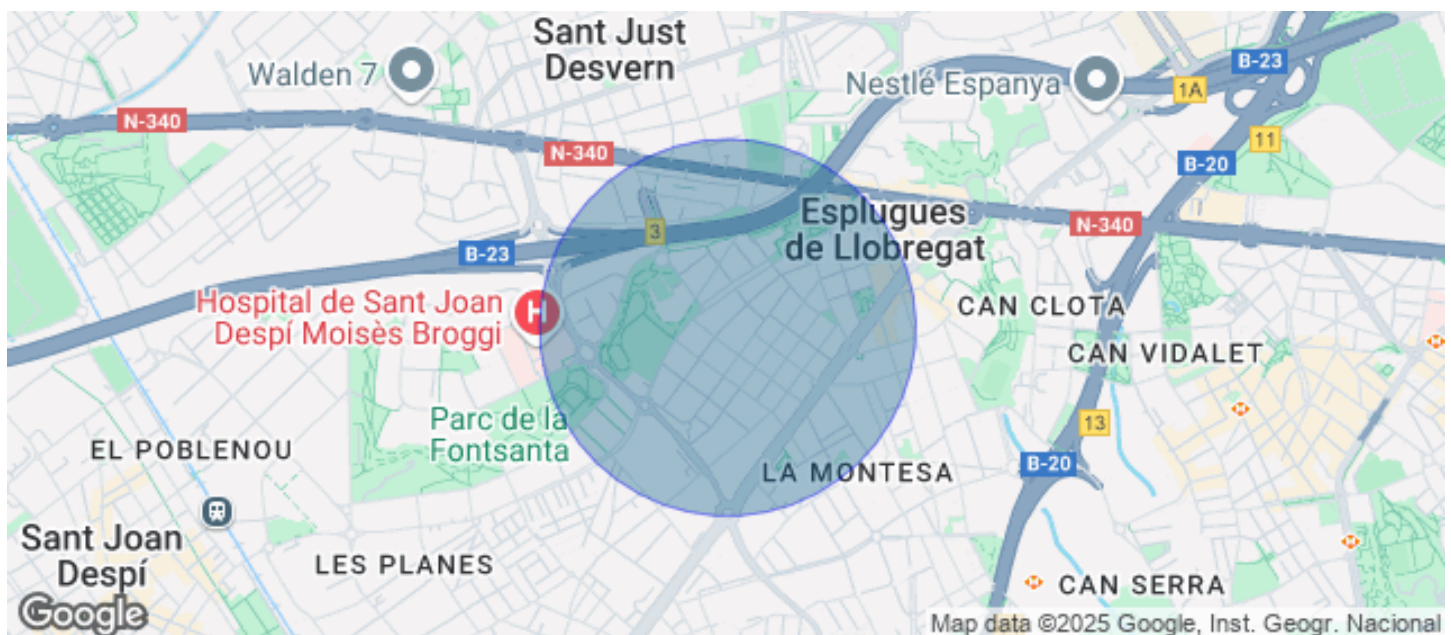 Sant Just
Desvern
Walden 7
Nestlé Espanya
B-23
1A
N-340
11
N-340
B-20
Esplugues
de Llobregat
N-340
3
B-23
Hospital de Sant Joan
Despí Moisès Broggi
H
CAN CLOTA
CAN VIDALET
Parc de la
Fontsanta
13
EL POBLENOU
LA MONTESA
B-20
Sant Joan
Despí
LES PLANES
CAN SERRA
Google
Map data ©2025 Google, Inst. Geogr. Nacional